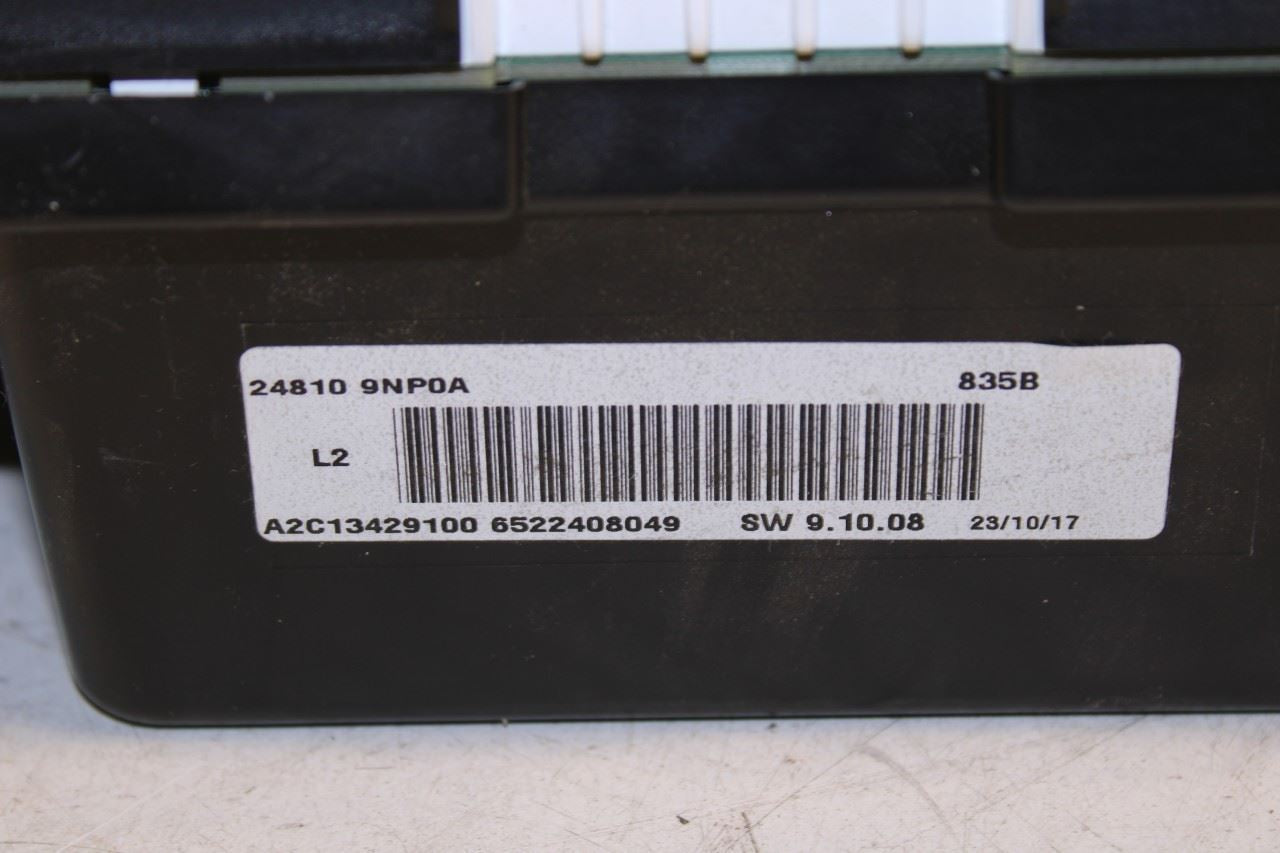 24810 9NP0A 835B
L2
A2C13429100 6522408049 SW 9.10.08 23/10/17